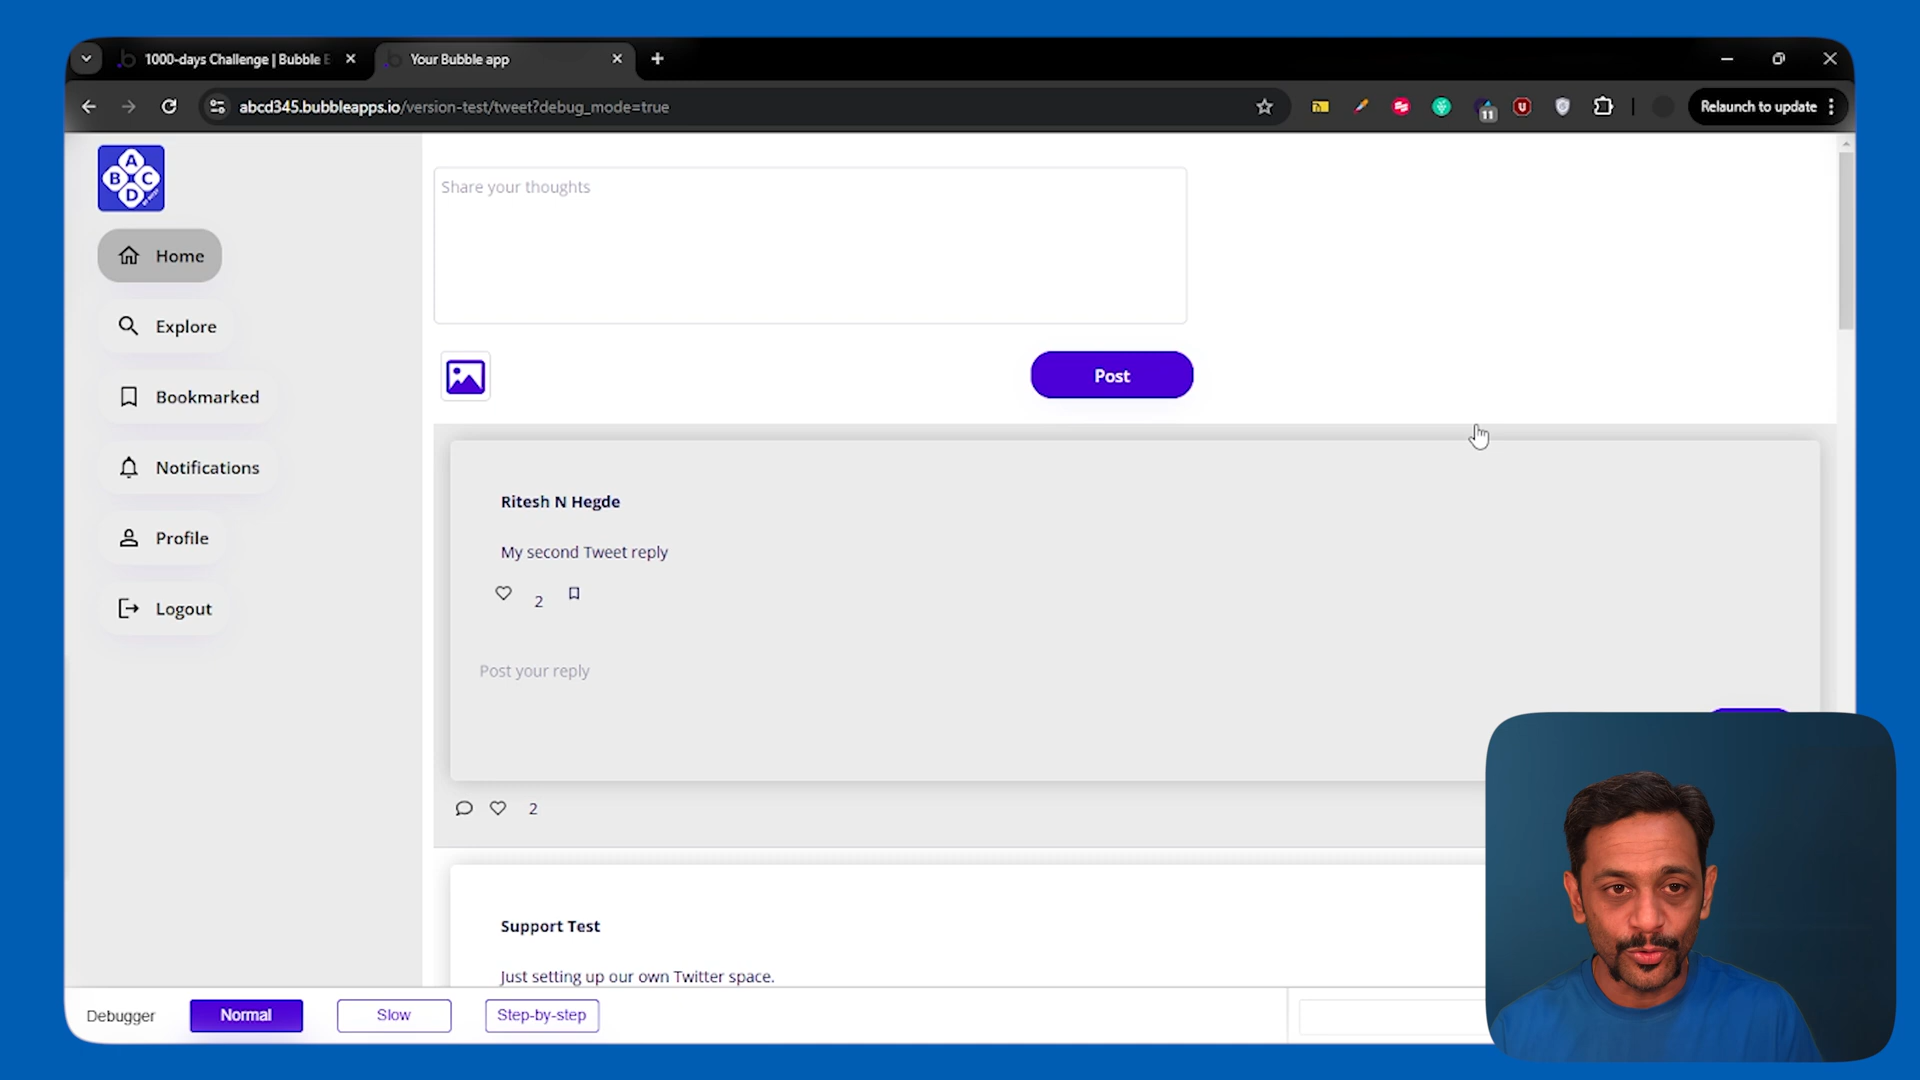 1000-days Challenge | Bubble E
Your Bubble app
abcd345.bubbleapps.io/version-test/tweet?debug_mode=true
11
Relaunch to update
A
B C
D
Home
Explore
Bookmarked
Notifications
Profile
Logout
Share your thoughts
Post
Ritesh N Hegde
My second Tweet reply
2
Post your reply
2
Support Test
Just setting up our own Twitter space.
Debugger
Normal
Slow
Step-by-step